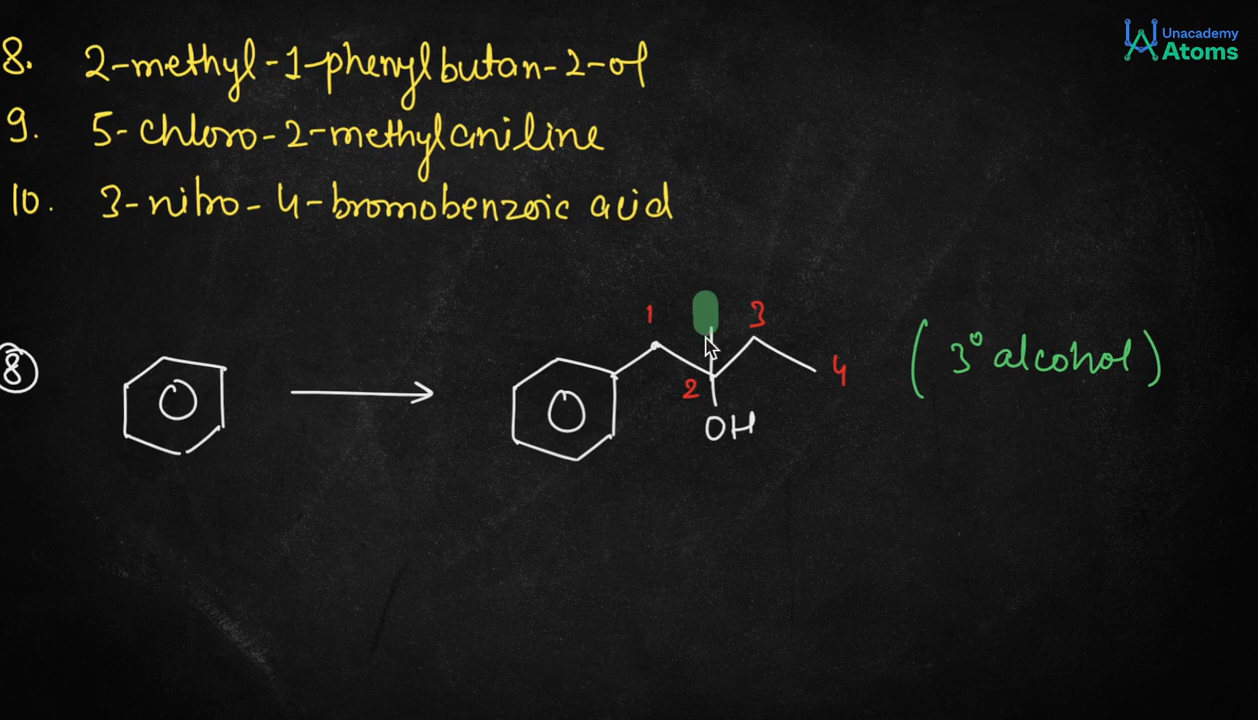 Unacademy
Atoms
8. 2-methyl-1-phenylbutan-2-ol
9. 5-chloro-2-methylaniline
10. 3-nitro-4-bromobenzoic acid
1 3
8 2 4 (3° alcohol)
OH